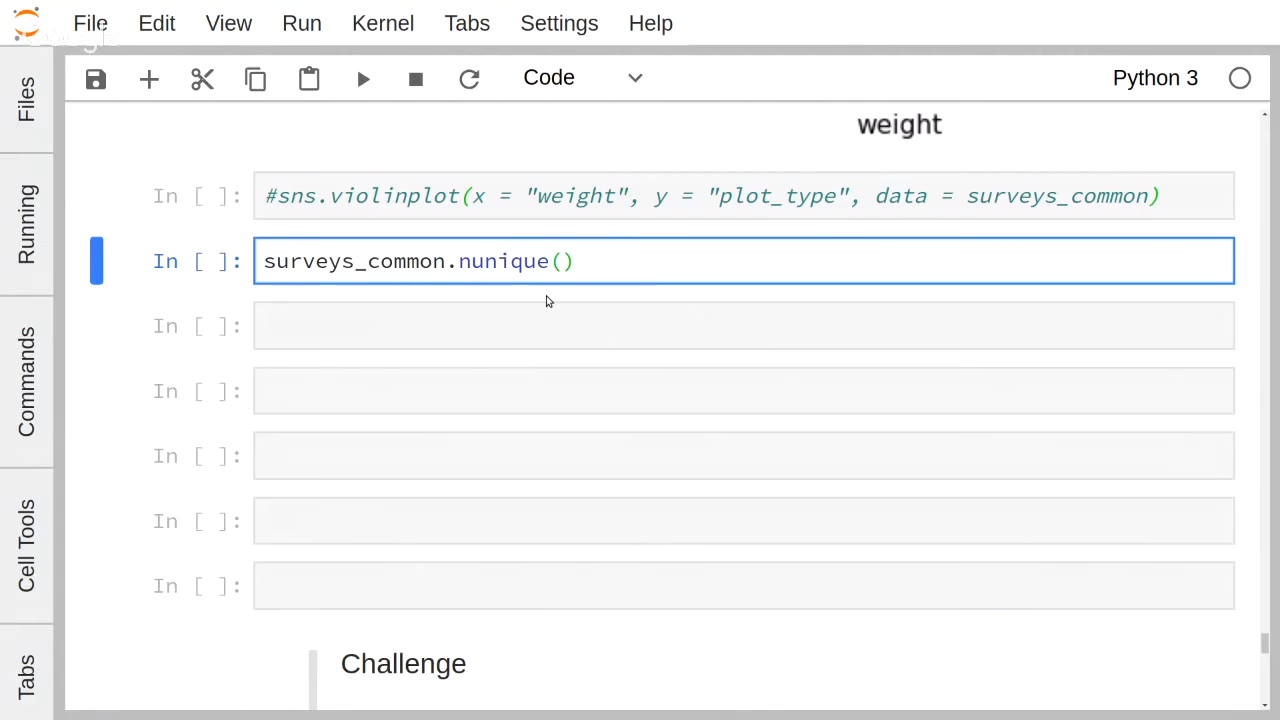 File Edit View Run Kernel Tabs Settings Help
Code Python 3
Files
Running
Commands
Cell Tools
Tabs
weight
In [ ]: #sns.violinplot(x = "weight", y = "plot_type", data = surveys_common)
In [ ]: surveys_common.nunique()
In [ ]:
In [ ]:
In [ ]:
In [ ]:
In [ ]:
Challenge